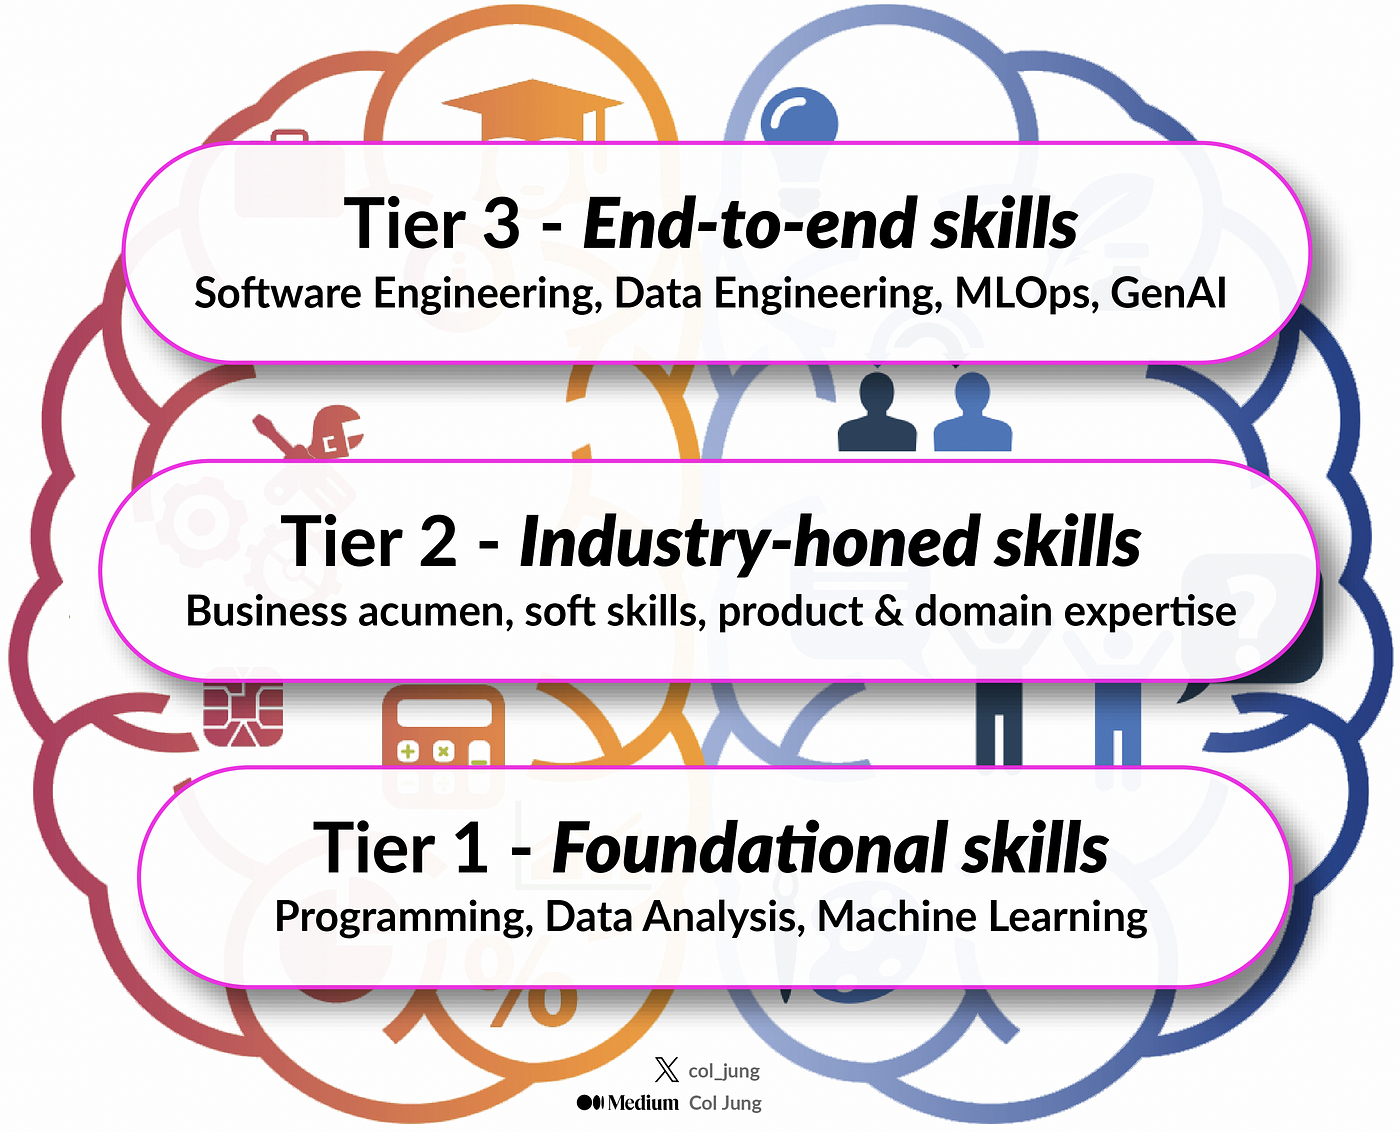 Tier 3 - End-to-end skills
Software Engineering, Data Engineering, MLOps, GenAI
Tier 2 - Industry-honed skills
Business acumen, soft skills, product & domain expertise
Tier 1 - Foundational skills
Programming, Data Analysis, Machine Learning
%
?
X col_jung
Medium Col Jung